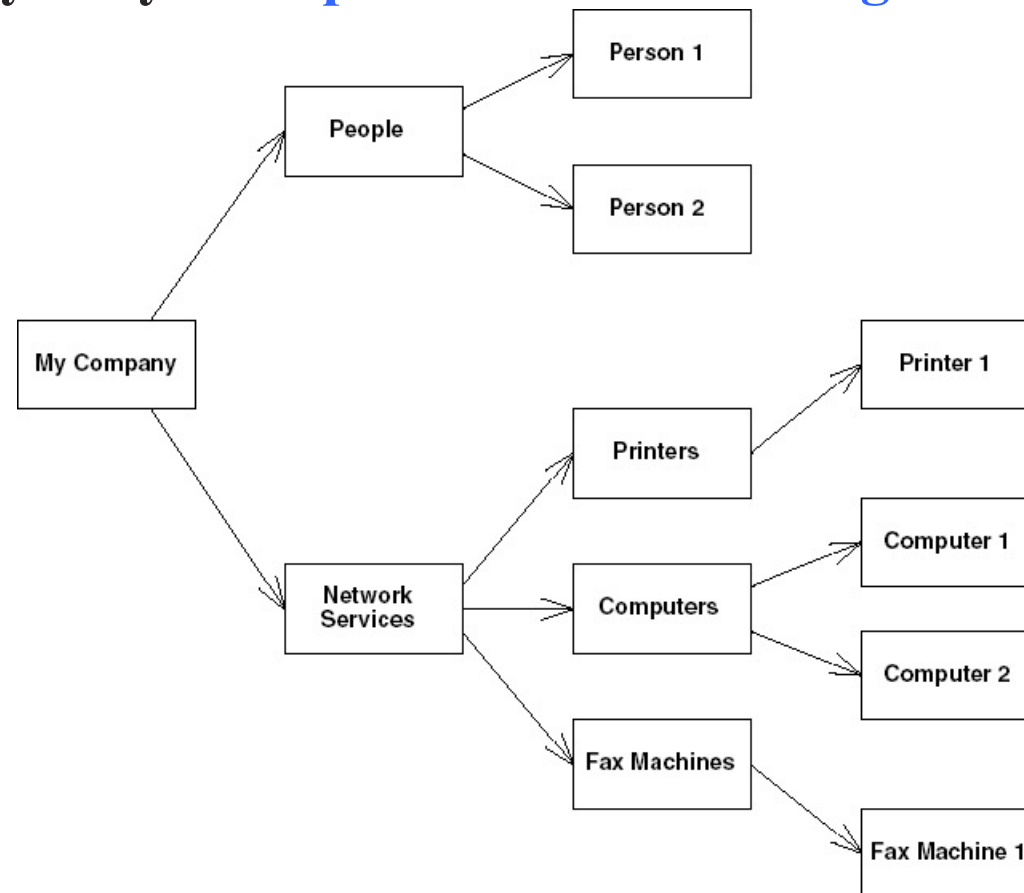 Person 1
People
Person 2
My Company
Printer 1
Printers
Computer 1
Network
Services
Computers
Computer 2
Fax Machines
Fax Machine 1